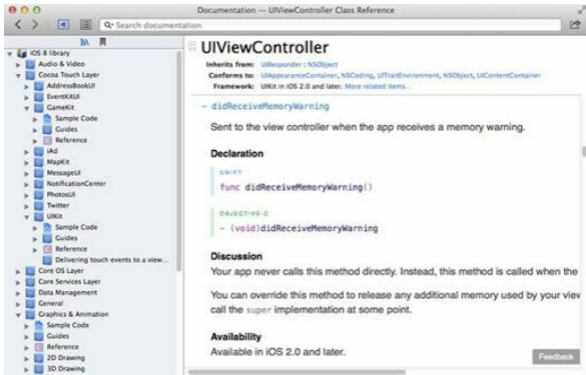 Documentation — UIViewController Class Reference
Search documentation
iOS 8 library
Audio & Video
Cocoa Touch Layer
AddressBookUI
EventKitUI
GameKit
Sample Code
Guides
Reference
iAd
MapKit
MessageUI
NotificationCenter
PhotosUI
Twitter
UIKit
Sample Code
Guides
Reference
Delivering touch events to a view...
Core OS Layer
Core Services Layer
Data Management
General
Graphics & Animation
Sample Code
Guides
Reference
2D Drawing
3D Drawing
UIViewController
Inherits from: UIResponder : NSObject
Conforms to: UIAppearanceContainer, NSCoding, UITraitEnvironment, NSObject, UIContentContainer
Framework: UIKit in iOS 2.0 and later. More related items...
- didReceiveMemoryWarning
Sent to the view controller when the app receives a memory warning.
Declaration
SWIFT
func didReceiveMemoryWarning()
OBJECTIVE-C
- (void)didReceiveMemoryWarning
Discussion
Your app never calls this method directly. Instead, this method is called when the
You can override this method to release any additional memory used by your view
call the super implementation at some point.
Availability
Available in iOS 2.0 and later.
Feedback